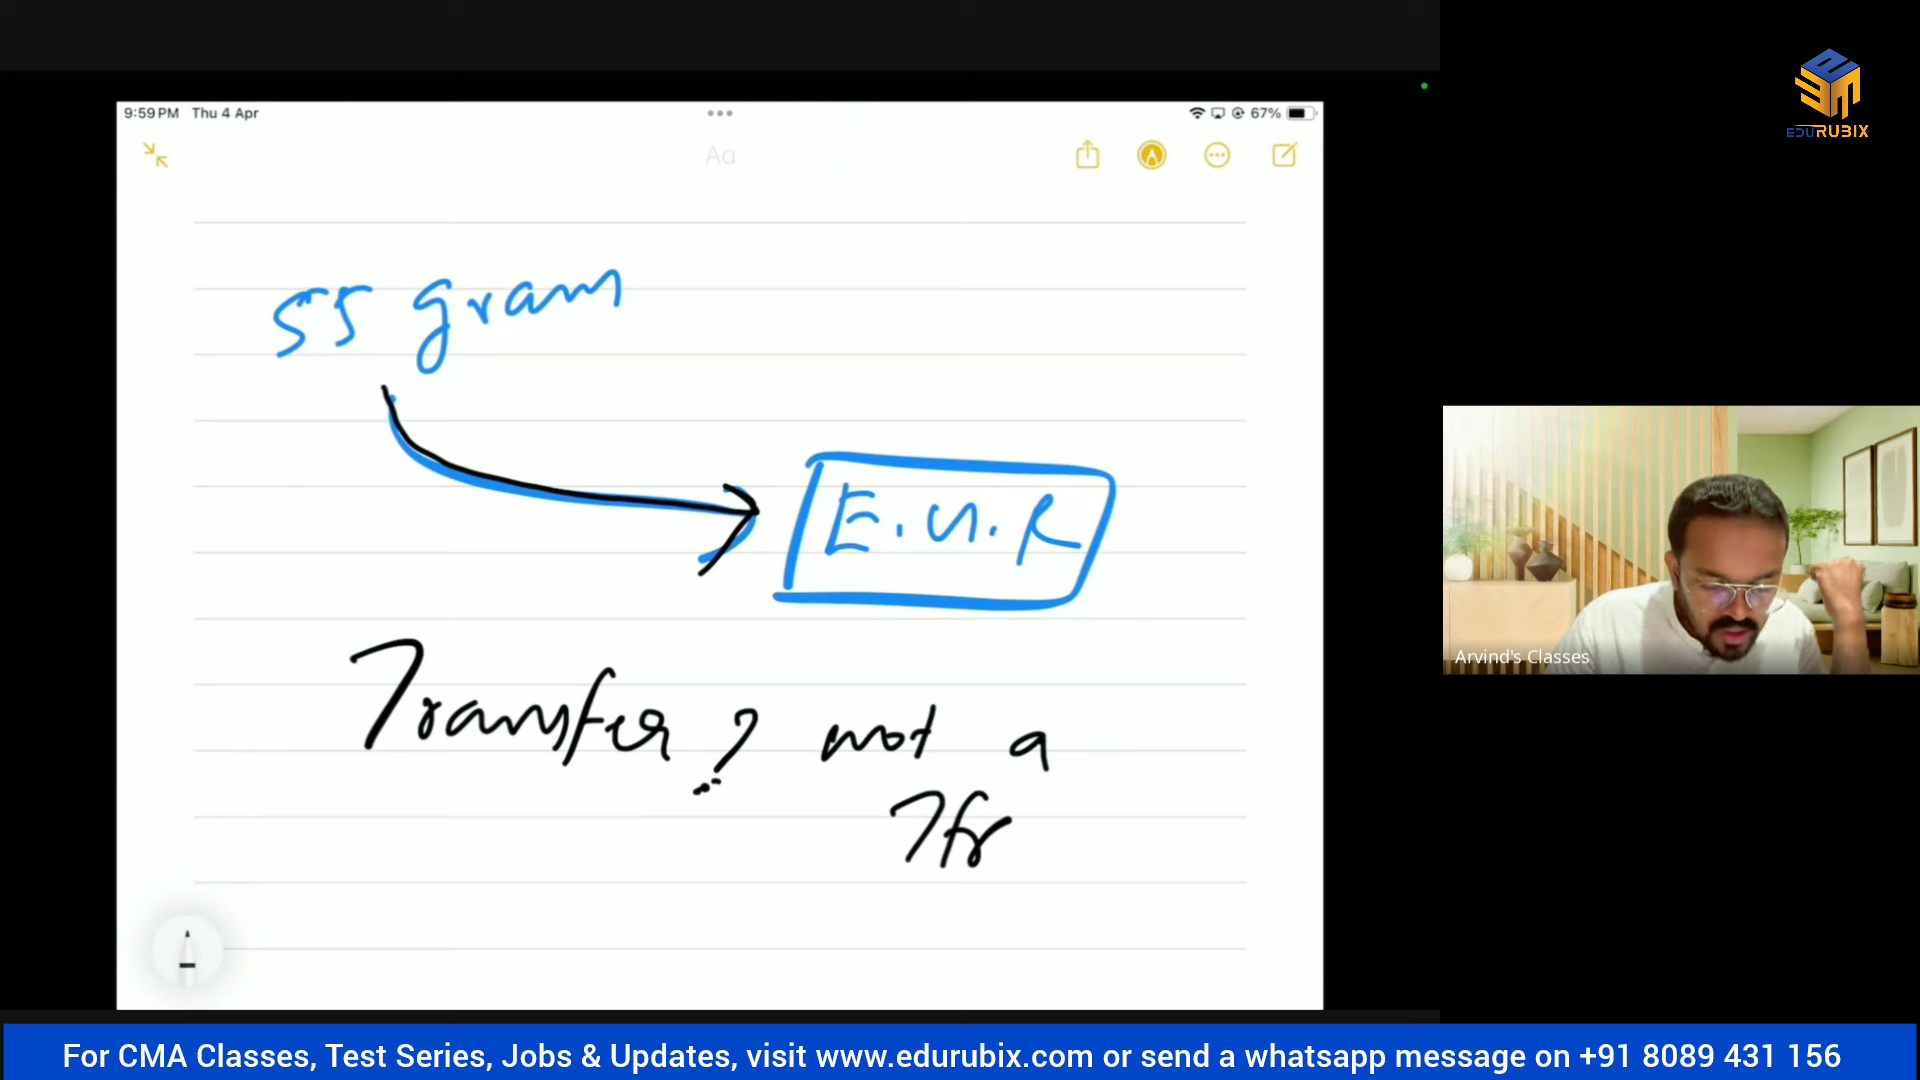 9:59 PM Thu 4 Apr
67%
Aa
55 gram
E.U.R
Transfer? not a
Tfr
EDURUBIX
Arvind's Classes
For CMA Classes, Test Series, Jobs & Updates, visit www.edurubix.com or send a whatsapp message on +91 8089 431 156